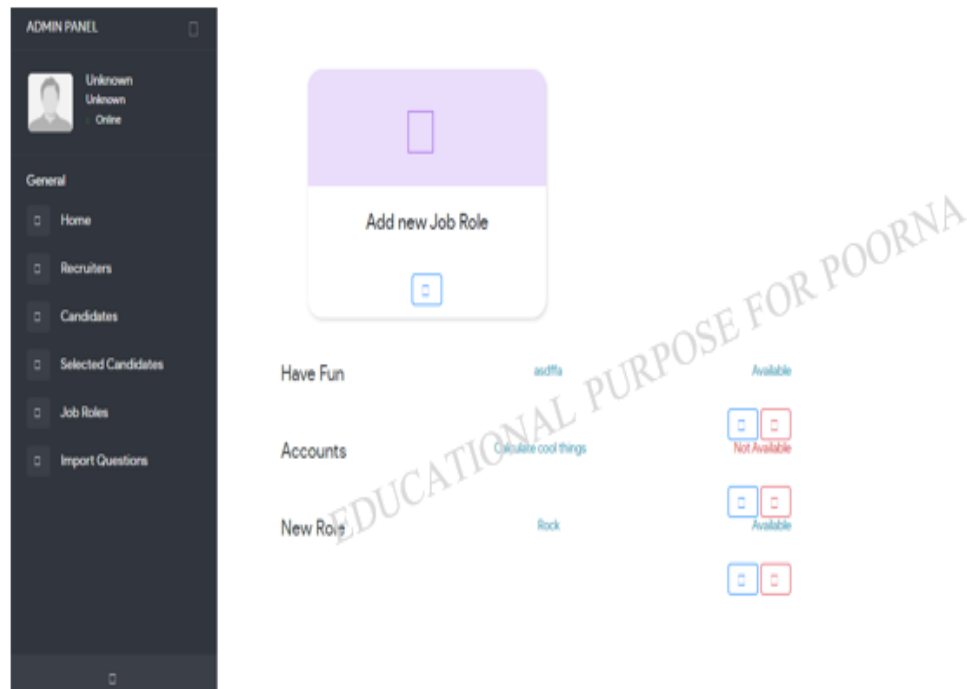 ADMIN PANEL
Unknown
Unknown
Online
General
Home
Recruiters
Candidates
Selected Candidates
Job Roles
Import Questions
Add new Job Role
Have Fun asdffa Available
Accounts Calculate cool things Not Available
New Role Rock Available
EDUCATIONAL PURPOSE FOR POORNA